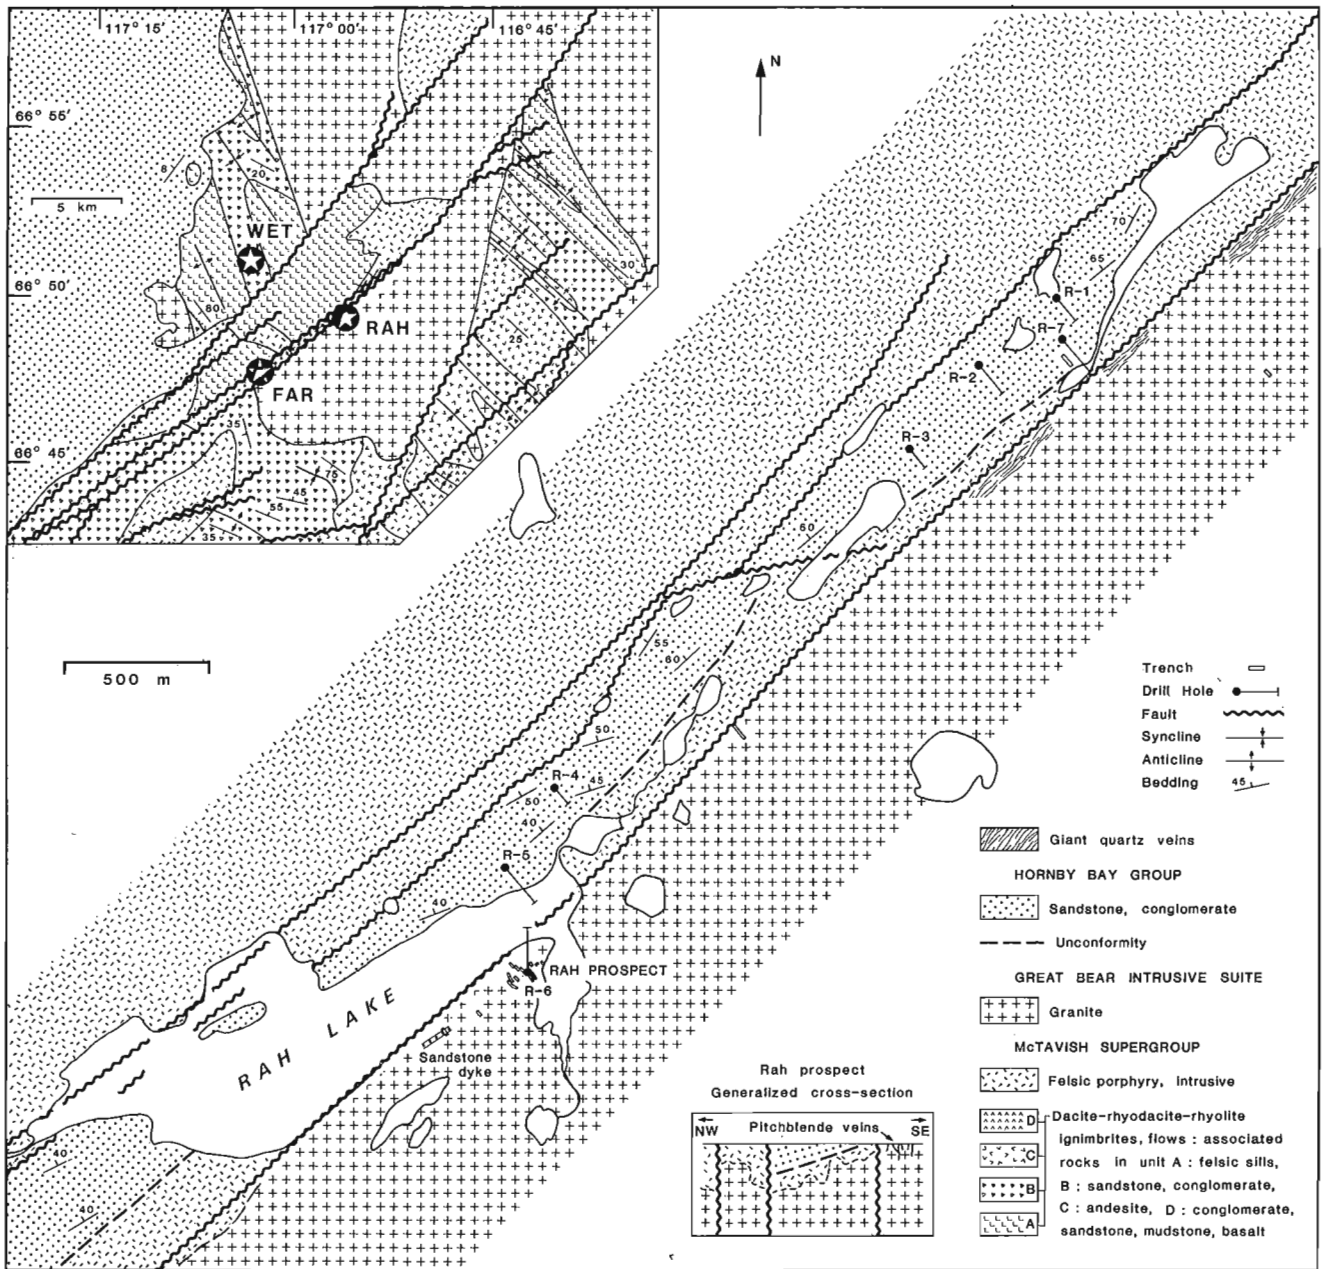 117° 15′
117° 00′
116° 45′
66° 55′
66° 50′
66° 45′
5 km
8
20
WET
80
RAH
FAR
35
75
45
55
35
25
30
N
70
65
R-1
R-7
R-2
R-3
60
55
60
50
R-4
45
50
40
R-5
40
500 m
RAH PROSPECT
R-6
RAH LAKE
Sandstone
dyke
40
40
Trench
Drill Hole
Fault
Syncline
Anticline
Bedding
45
Giant quartz veins
HORNBY BAY GROUP
Sandstone, conglomerate
Unconformity
GREAT BEAR INTRUSIVE SUITE
Granite
McTAVISH SUPERGROUP
Felsic porphyry, intrusive
D Dacite-rhyodacite-rhyolite
ignimbrites, flows : associated
C rocks in unit A : felsic sills,
B B : sandstone, conglomerate,
C : andesite, D : conglomerate,
A sandstone, mudstone, basalt
Rah prospect
Generalized cross-section
NW
Pitchblende veins
SE